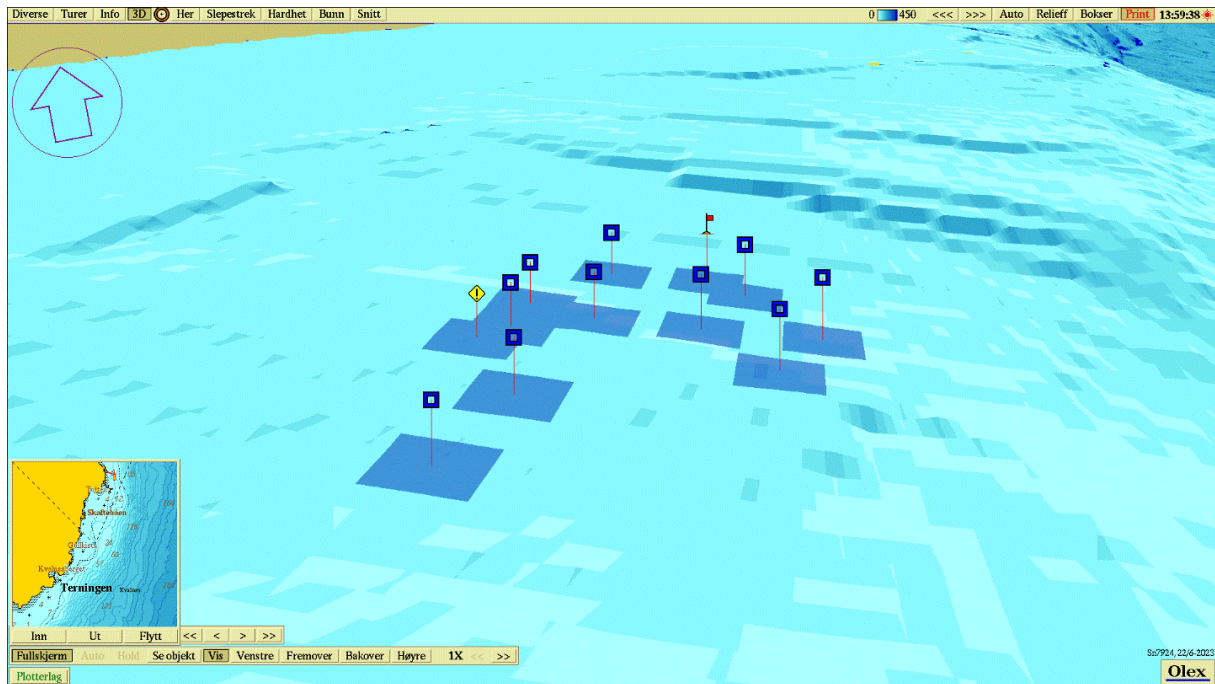 Diverse Turer Info 3D Her Slepestrek Hardhet Bunn Snitt 0 450 <<< >>> Auto Relieff Bokser Print 13:59:38
Skaftebøen
Terningen
Inn Ut Flytt << < > >>
Fullskjerm Auto Hold Se objekt Vis Venstre Fremover Bakover Høyre 1X << >>
Sn7924, 22/6-2023
Plotterlag
Olex